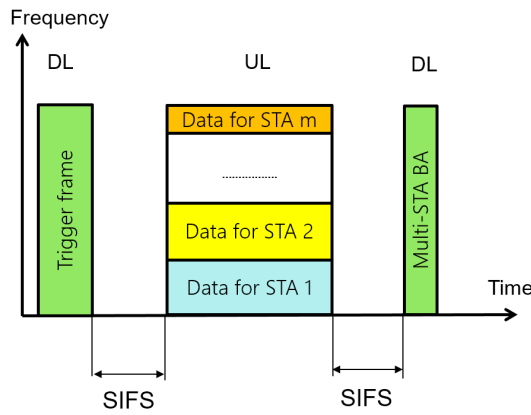 Frequency
DL
UL
DL
Trigger frame
Data for STA m
.................
Data for STA 2
Data for STA 1
Multi-STA BA
Time
SIFS
SIFS